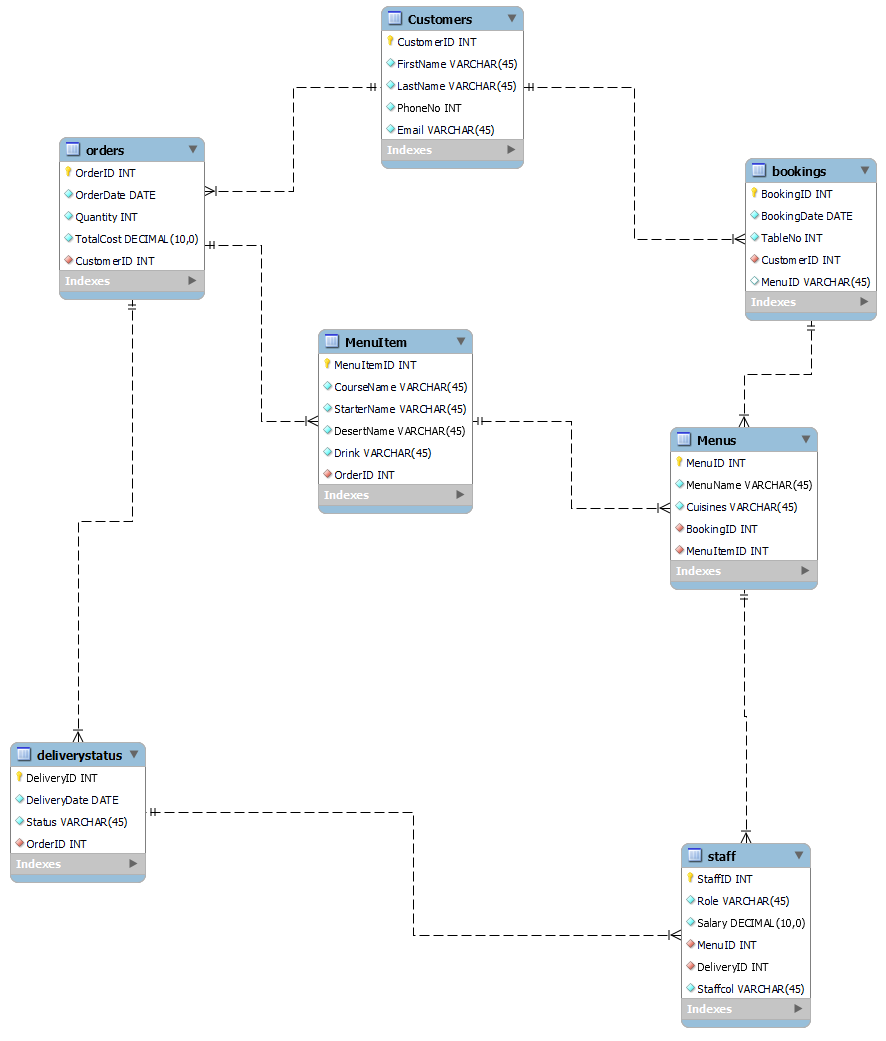 Customers
CustomerID INT
FirstName VARCHAR(45)
LastName VARCHAR(45)
PhoneNo INT
Email VARCHAR(45)
Indexes
orders
OrderID INT
OrderDate DATE
Quantity INT
TotalCost DECIMAL(10,0)
CustomerID INT
Indexes
bookings
BookingID INT
BookingDate DATE
TableNo INT
CustomerID INT
MenuID VARCHAR(45)
Indexes
MenuItem
MenuItemID INT
CourseName VARCHAR(45)
StarterName VARCHAR(45)
DesertName VARCHAR(45)
Drink VARCHAR(45)
OrderID INT
Indexes
Menus
MenuID INT
MenuName VARCHAR(45)
Cuisines VARCHAR(45)
BookingID INT
MenuItemID INT
Indexes
deliverystatus
DeliveryID INT
DeliveryDate DATE
Status VARCHAR(45)
OrderID INT
Indexes
staff
StaffID INT
Role VARCHAR(45)
Salary DECIMAL(10,0)
MenuID INT
DeliveryID INT
Staffcol VARCHAR(45)
Indexes